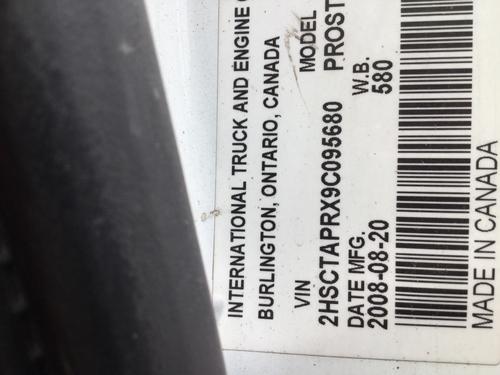 INTERNATIONAL TRUCK AND ENGINE
BURLINGTON, ONTARIO, CANADA
VIN MODEL
2HSCTAPRX9C095680 PROST
DATE MFG. W.B.
2008-08-20 580
MADE IN CANADA